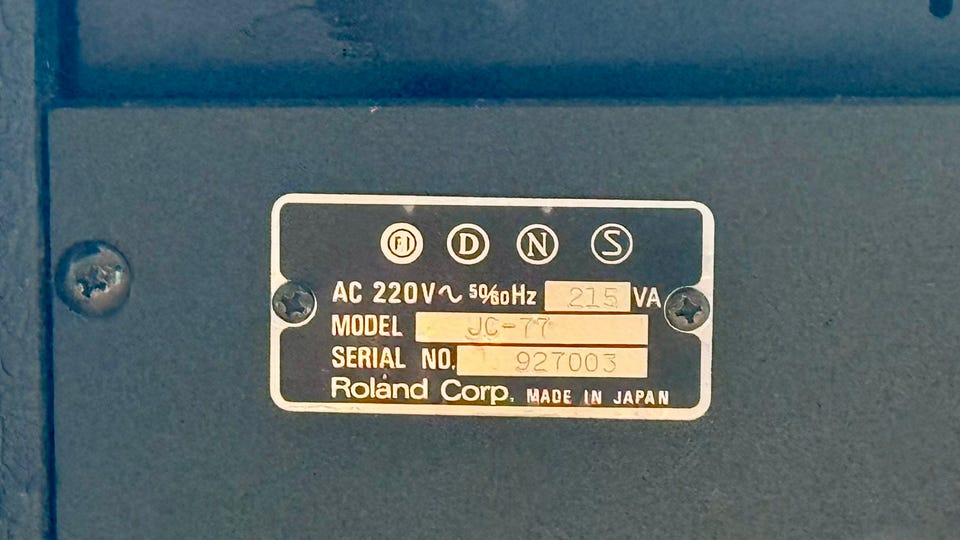 FI D N S
AC 220V~ 50/60Hz 215 VA
MODEL JC-77
SERIAL NO. 927003
Roland Corp. MADE IN JAPAN